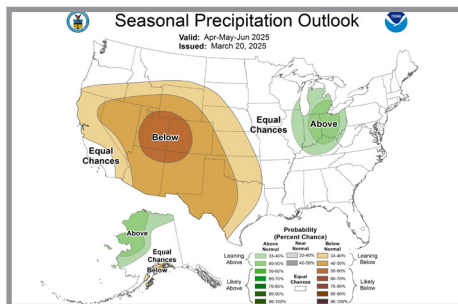 Seasonal Precipitation Outlook
Valid: Apr-May-Jun 2025
Issued: March 20, 2025
Equal
Chances
Above
Below
Equal
Chances
Above
Equal
Chances
Below
Probability
(Percent Chance)
Above
Normal
Near
Normal
Below
Normal
Leaning
Above
33-40%
40-50%
33-40%
40-50%
33-40%
40-50%
Leaning
Below
Likely
Above
50-60%
60-70%
70-80%
80-90%
90-100%
Equal
Chances
50-60%
60-70%
70-80%
80-90%
90-100%
Likely
Below